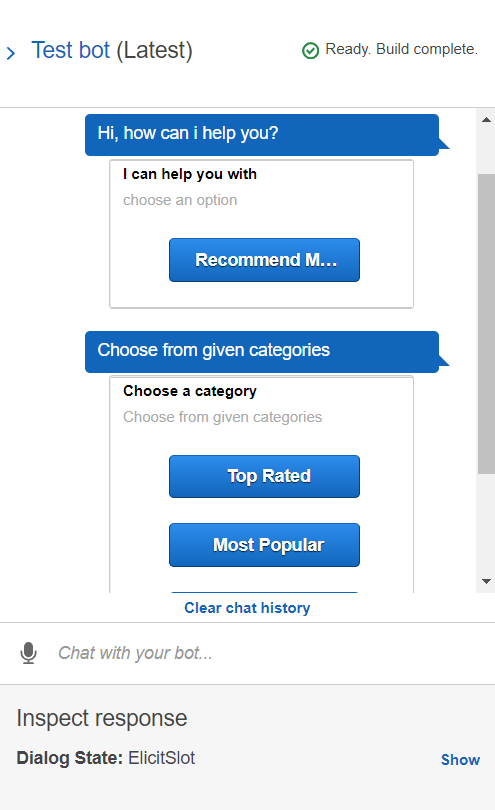 Test bot (Latest)
Ready. Build complete.
Hi, how can i help you?
I can help you with
choose an option
Recommend M...
Choose from given categories
Choose a category
Choose from given categories
Top Rated
Most Popular
Clear chat history
Chat with your bot...
Inspect response
Dialog State: ElicitSlot
Show